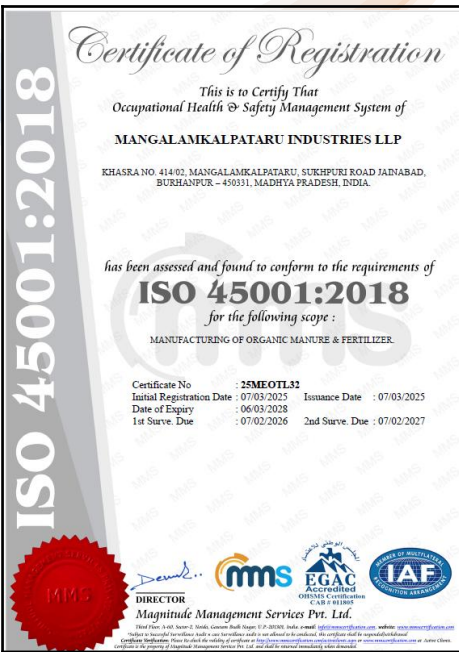 Certificate of Registration
This is to Certify That
Occupational Health & Safety Management System of
MANGALAMKALPATARU INDUSTRIES LLP
KHASRA NO. 414/02, MANGALAMKALPATARU, SUKHPURI ROAD JAINABAD,
BURHANPUR – 450331, MADHYA PRADESH, INDIA.
has been assessed and found to conform to the requirements of
ISO 45001:2018
for the following scope :
MANUFACTURING OF ORGANIC MANURE & FERTILIZER.
Certificate No : 25MEOTL32
Initial Registration Date : 07/03/2025 Issuance Date : 07/03/2025
Date of Expiry : 06/03/2028
1st Surve. Due : 07/02/2026 2nd Surve. Due : 07/02/2027
ISO 45001:2018
MMS
DIRECTOR
mms
EGAC
Accredited
OHSMS Certification
CAB # 011805
MEMBER OF MULTILATERAL
IAF
RECOGNITION ARRANGEMENT
Magnitude Management Services Pvt. Ltd.